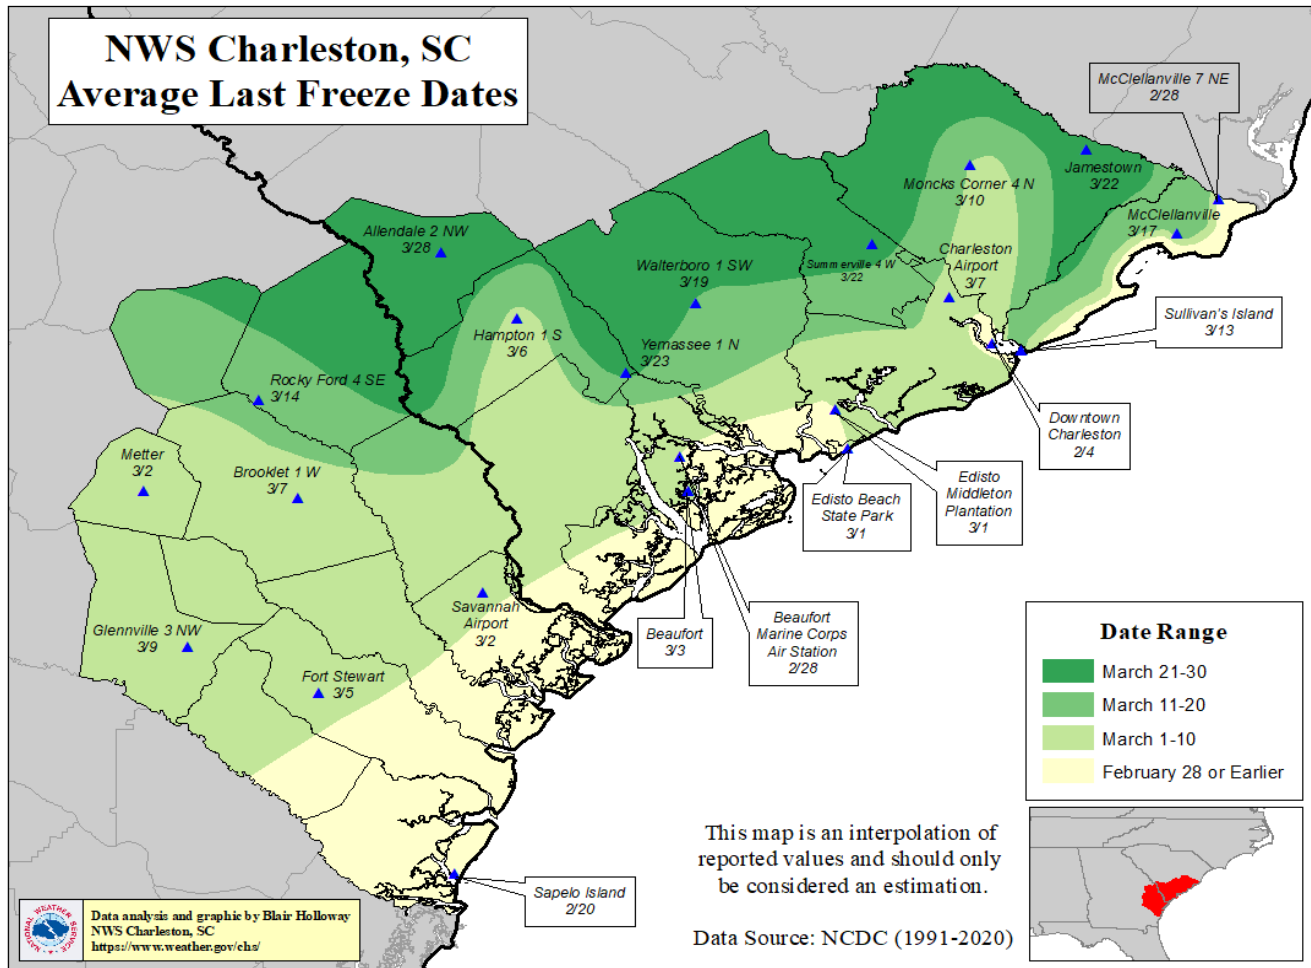 NWS Charleston, SC
Average Last Freeze Dates
McClellanville 7 NE
2/28
Jamestown
3/22
Moncks Corner 4 N
3/10
McClellanville
3/17
Allendale 2 NW
3/28
Walterboro 1 SW
3/19
Summerville 4 W
3/22
Charleston
Airport
3/7
Sullivan's Island
3/13
Hampton 1 S
3/6
Yemassee 1 N
3/23
Rocky Ford 4 SE
3/14
Downtown
Charleston
2/4
Metter
3/2
Brooklet 1 W
3/7
Edisto Beach
State Park
3/1
Edisto
Middleton
Plantation
3/1
Savannah
Airport
3/2
Beaufort
3/3
Beaufort
Marine Corps
Air Station
2/28
Glennville 3 NW
3/9
Fort Stewart
3/5
Date Range
March 21-30
March 11-20
March 1-10
February 28 or Earlier
This map is an interpolation of
reported values and should only
be considered an estimation.
Data Source: NCDC (1991-2020)
Sapelo Island
2/20
NATIONAL WEATHER SERVICE
Data analysis and graphic by Blair Holloway
NWS Charleston, SC
https://www.weather.gov/chs/